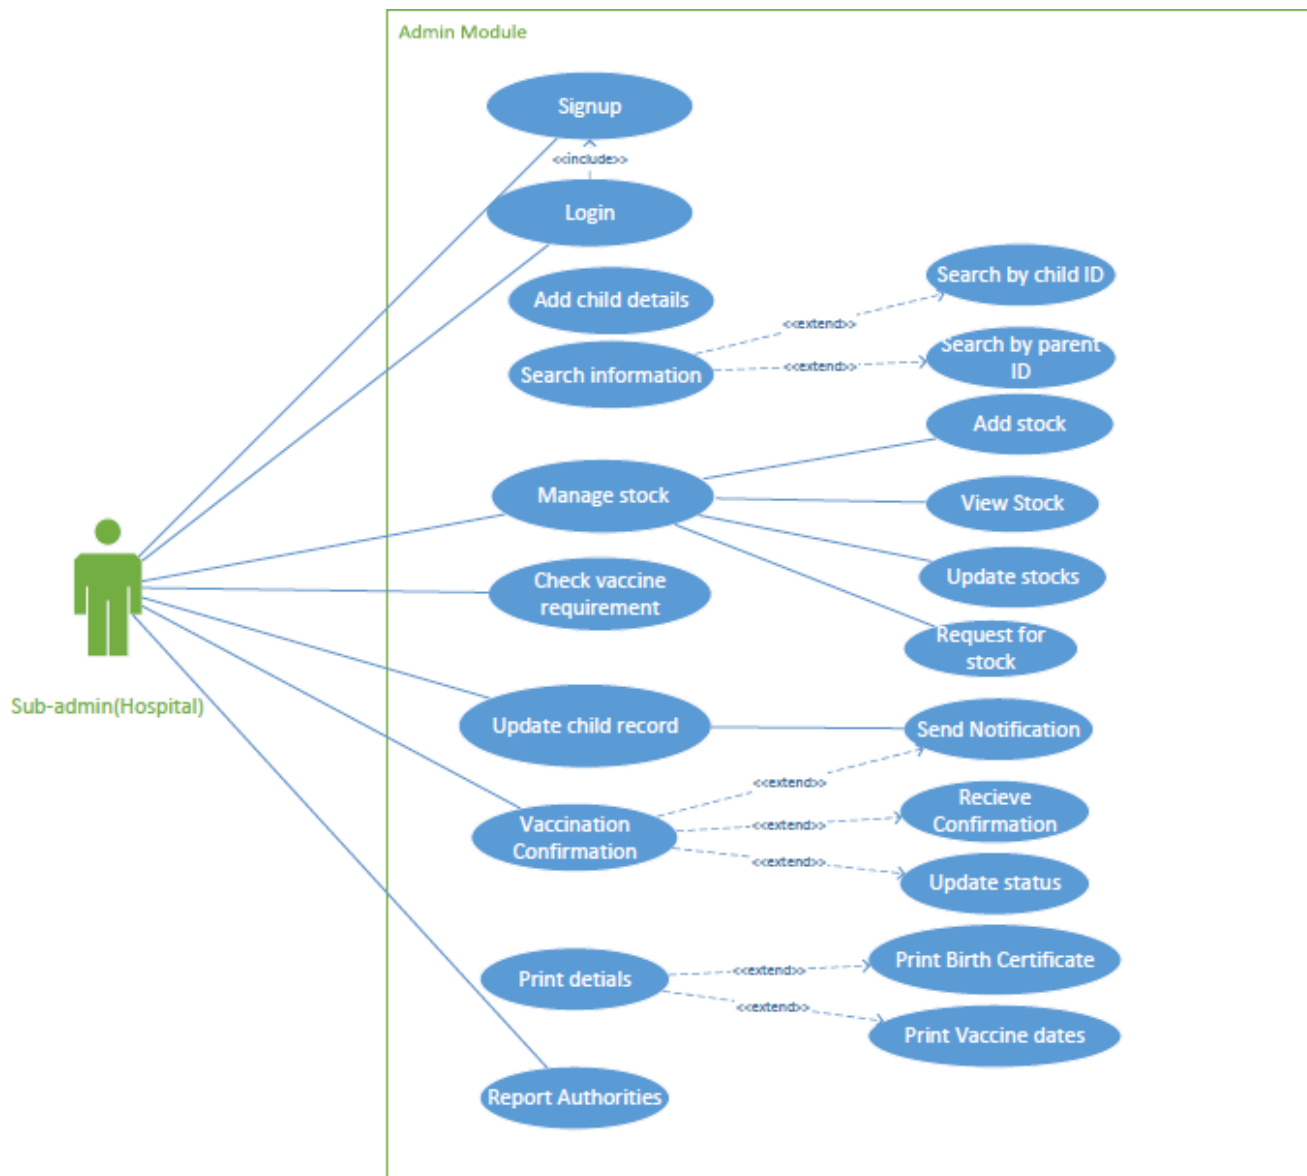 Admin Module
Signup
<<include>>
Login
Search by child ID
Add child details
<<extend>>
Search by parent
ID
Search information
<<extend>>
Add stock
Manage stock
View Stock
Check vaccine
requirement
Update stocks
Request for
stock
Sub-admin(Hospital)
Update child record
Send Notification
<<extend>>
Vaccination
Confirmation
Recieve
Confirmation
<<extend>>
<<extend>>
Update status
Print detials
<<extend>>
Print Birth Certificate
<<extend>>
Print Vaccine dates
Report Authorities